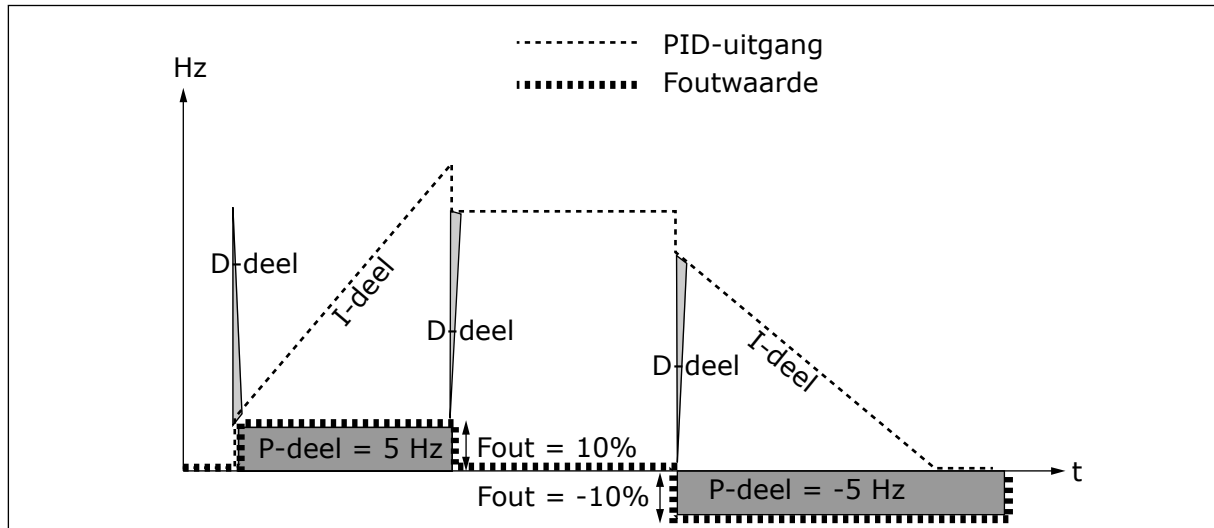 PID-uitgang
Foutwaarde
Hz
D-deel
I-deel
D-deel
D-deel
I-deel
P-deel = 5 Hz
Fout = 10%
Fout = -10%
P-deel = -5 Hz
t